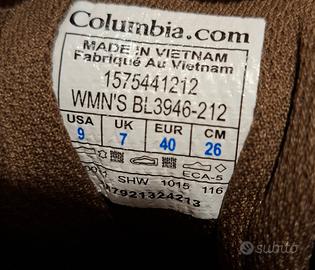 Columbia.com
MADE IN VIETNAM
Fabriqué Au Vietnam
1575441212
WMN'S BL3946-212
USA UK EUR CM
9 7 40 26
ECA-5
SHW 1015 116
subito